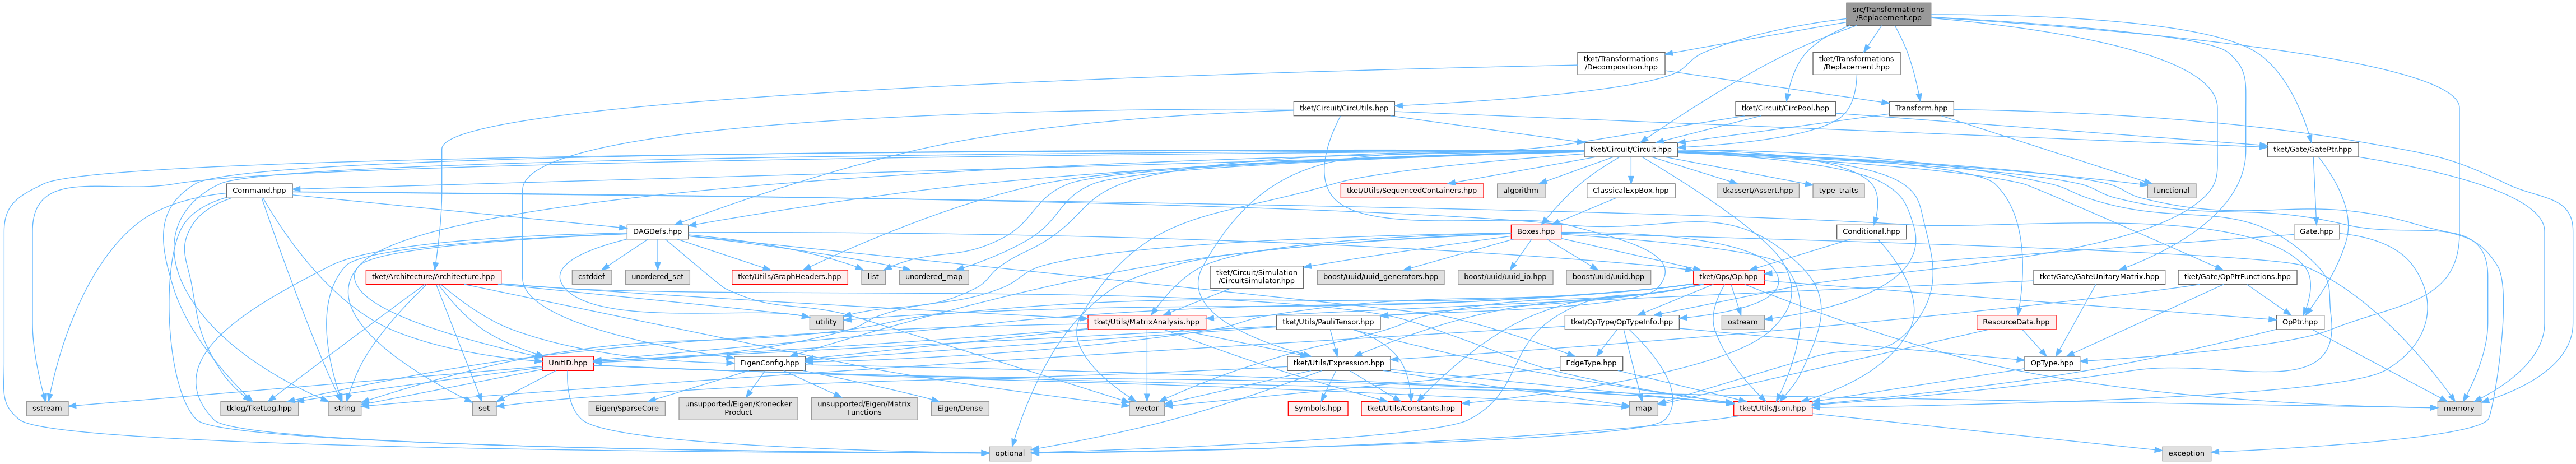 src/Transformations
/Replacement.cpp
tket/Transformations
/Decomposition.hpp
tket/Transformations
/Replacement.hpp
tket/Circuit/CircUtils.hpp
tket/Circuit/CircPool.hpp
Transform.hpp
tket/Circuit/Circuit.hpp
tket/Gate/GatePtr.hpp
Command.hpp
tket/Utils/SequencedContainers.hpp
algorithm
ClassicalExpBox.hpp
tkassert/Assert.hpp
type_traits
functional
DAGDefs.hpp
Boxes.hpp
Conditional.hpp
Gate.hpp
tket/Architecture/Architecture.hpp
cstddef
unordered_set
tket/Utils/GraphHeaders.hpp
list
unordered_map
tket/Circuit/Simulation
/CircuitSimulator.hpp
boost/uuid/uuid_generators.hpp
boost/uuid/uuid_io.hpp
boost/uuid/uuid.hpp
tket/Ops/Op.hpp
tket/Gate/GateUnitaryMatrix.hpp
tket/Gate/OpPtrFunctions.hpp
utility
tket/Utils/MatrixAnalysis.hpp
tket/Utils/PauliTensor.hpp
tket/OpType/OpTypeInfo.hpp
ostream
ResourceData.hpp
OpPtr.hpp
UnitID.hpp
EigenConfig.hpp
tket/Utils/Expression.hpp
EdgeType.hpp
OpType.hpp
sstream
tklog/TketLog.hpp
string
set
Eigen/SparseCore
unsupported/Eigen/Kronecker
Product
unsupported/Eigen/Matrix
Functions
Eigen/Dense
vector
Symbols.hpp
tket/Utils/Constants.hpp
map
tket/Utils/Json.hpp
memory
optional
exception